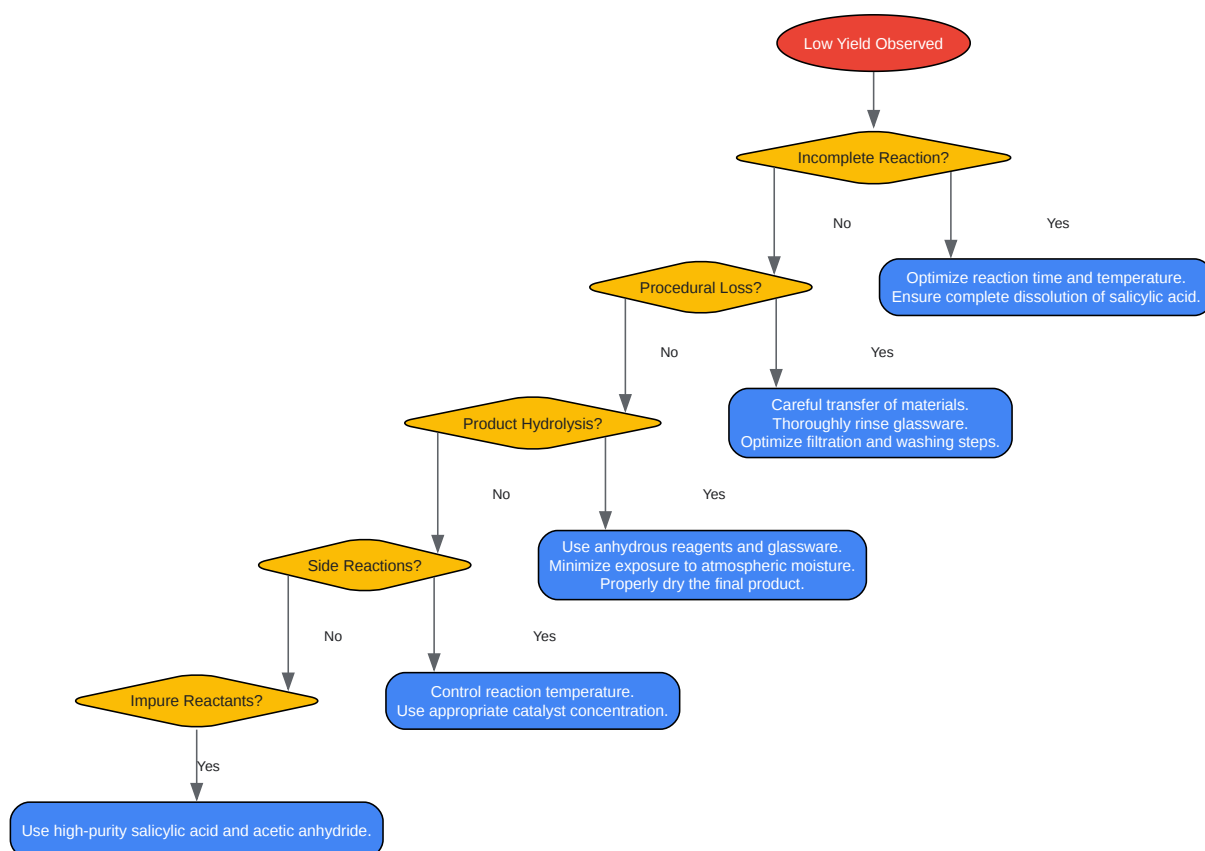 Low Yield Observed
Incomplete Reaction?
No
Yes
Procedural Loss?
Optimize reaction time and temperature.
Ensure complete dissolution of salicylic acid.
No
Yes
Product Hydrolysis?
Careful transfer of materials.
Thoroughly rinse glassware.
Optimize filtration and washing steps.
No
Yes
Side Reactions?
Use anhydrous reagents and glassware.
Minimize exposure to atmospheric moisture.
Properly dry the final product.
No
Yes
Impure Reactants?
Control reaction temperature.
Use appropriate catalyst concentration.
Yes
Use high-purity salicylic acid and acetic anhydride.